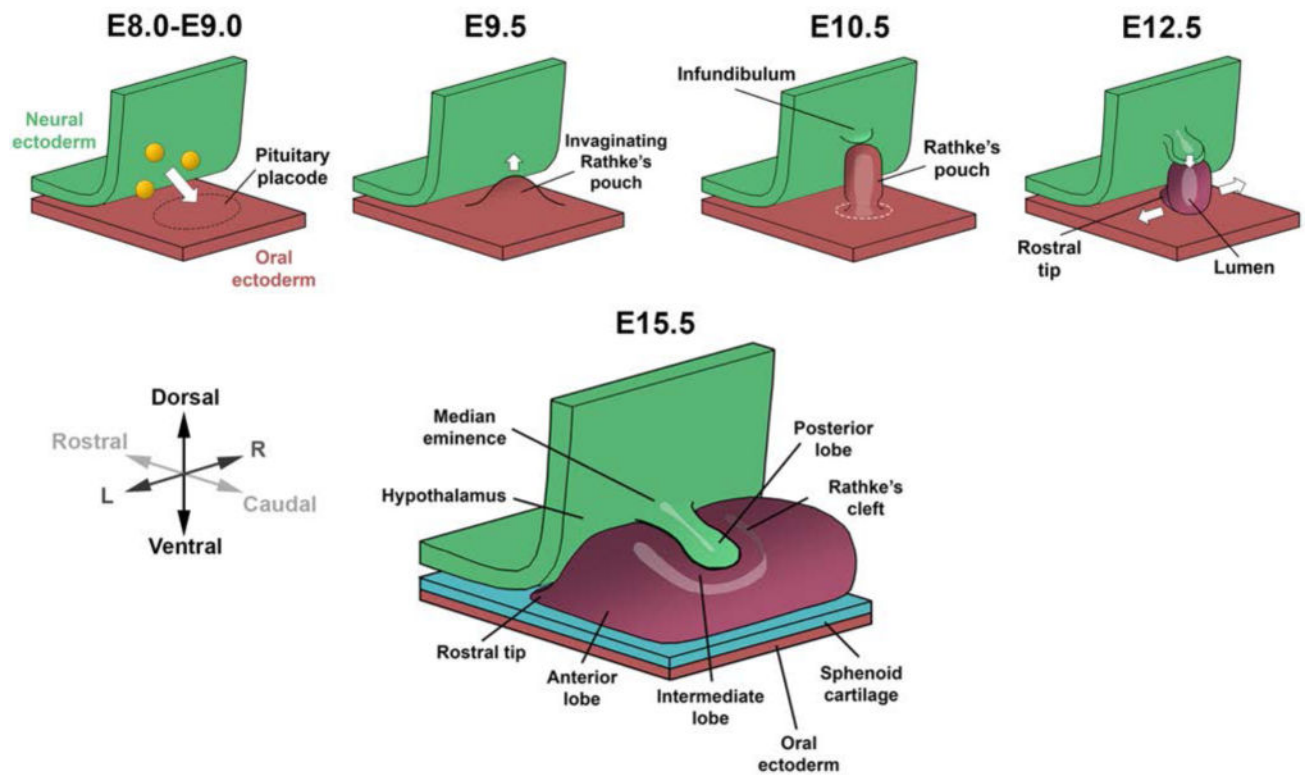 E8.0-E9.0
Neural
ectoderm
Pituitary
placode
Oral
ectoderm
E9.5
Invaginating
Rathke's
pouch
E10.5
Infundibulum
Rathke's
pouch
E12.5
Rostral
tip
Lumen
E15.5
Dorsal
Rostral
R
L
Caudal
Ventral
Median
eminence
Posterior
lobe
Hypothalamus
Rathke's
cleft
Rostral tip
Anterior
lobe
Intermediate
lobe
Sphenoid
cartilage
Oral
ectoderm